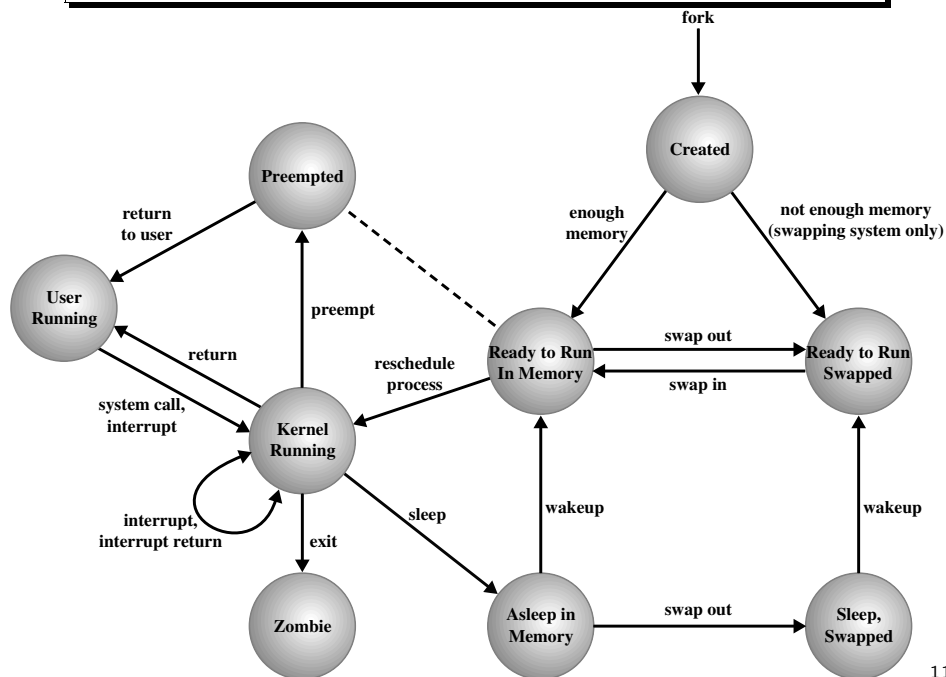 fork
Created
Preempted
enough
memory
not enough memory
(swapping system only)
return
to user
User
Running
preempt
return
reschedule
process
Ready to Run
In Memory
swap out
swap in
Ready to Run
Swapped
system call,
interrupt
Kernel
Running
interrupt,
interrupt return
sleep
exit
wakeup
wakeup
Zombie
Asleep in
Memory
swap out
Sleep,
Swapped
11